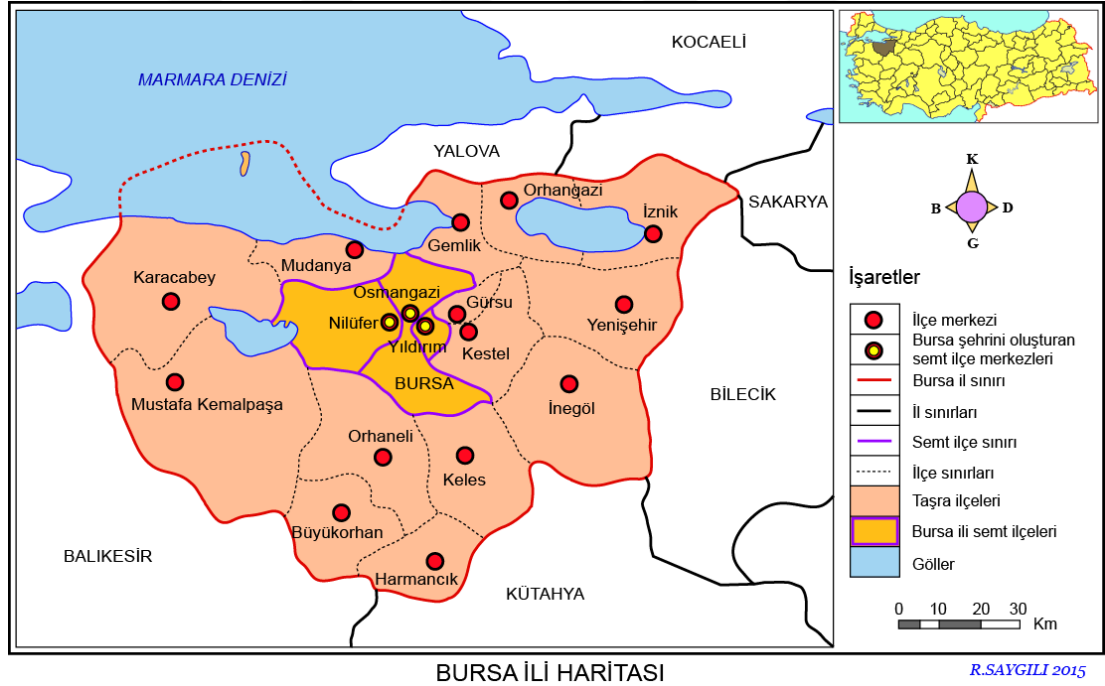 KOCAELİ
MARMARA DENİZİ
YALOVA
SAKARYA
Orhangazi
İznik
Gemlik
Mudanya
Karacabey
Osmangazi
Gürsu
Nilüfer
Yenişehir
Yıldırım
Kestel
BURSA
BİLECİK
Mustafa Kemalpaşa
İnegöl
Orhaneli
Keles
Büyükorhan
BALIKESİR
Harmancık
KÜTAHYA
K
B
D
G
İşaretler
İlçe merkezi
Bursa şehrini oluşturan
semt ilçe merkezleri
Bursa il sınırı
İl sınırları
Semt ilçe sınırı
İlçe sınırları
Taşra ilçeleri
Bursa ili semt ilçeleri
Göller
0 10 20 30
Km
BURSA İLİ HARİTASI
R.SAYGILI 2015